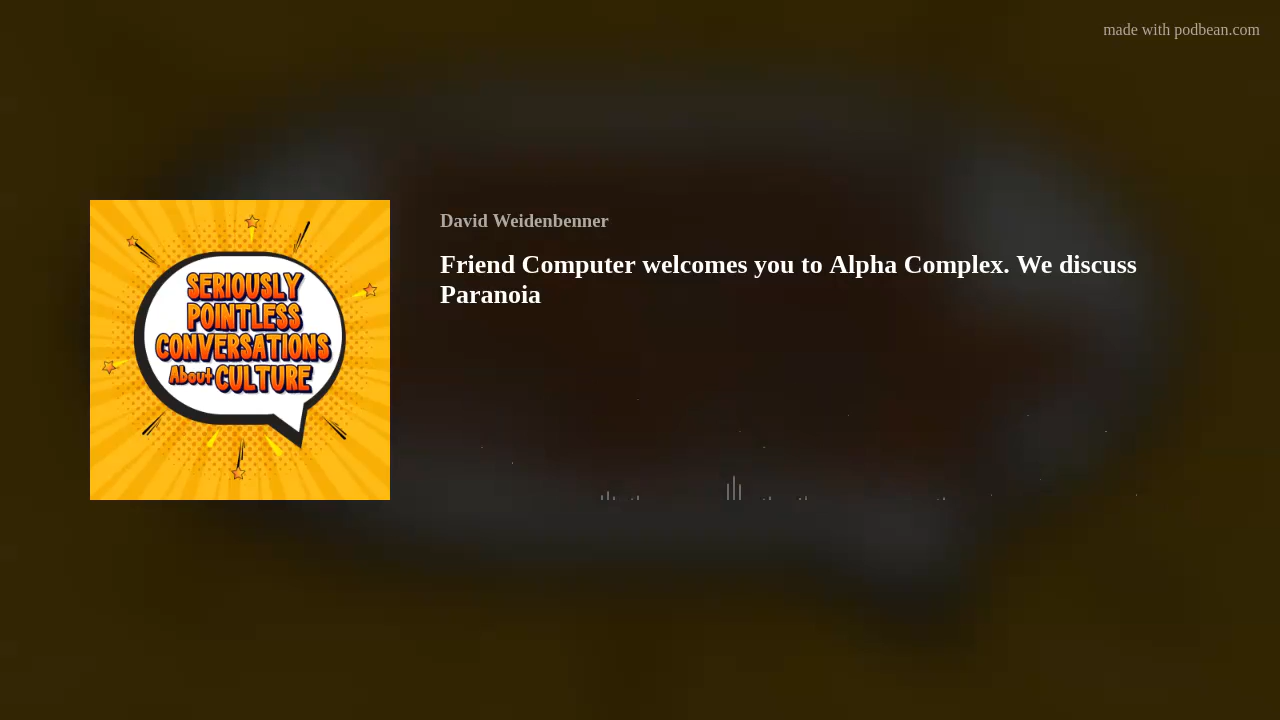 made with podbean.com
SERIOUSLY
POINTLESS
CONVERSATIONS
About CULTURE
David Weidenbenner
Friend Computer welcomes you to Alpha Complex. We discuss
Paranoia